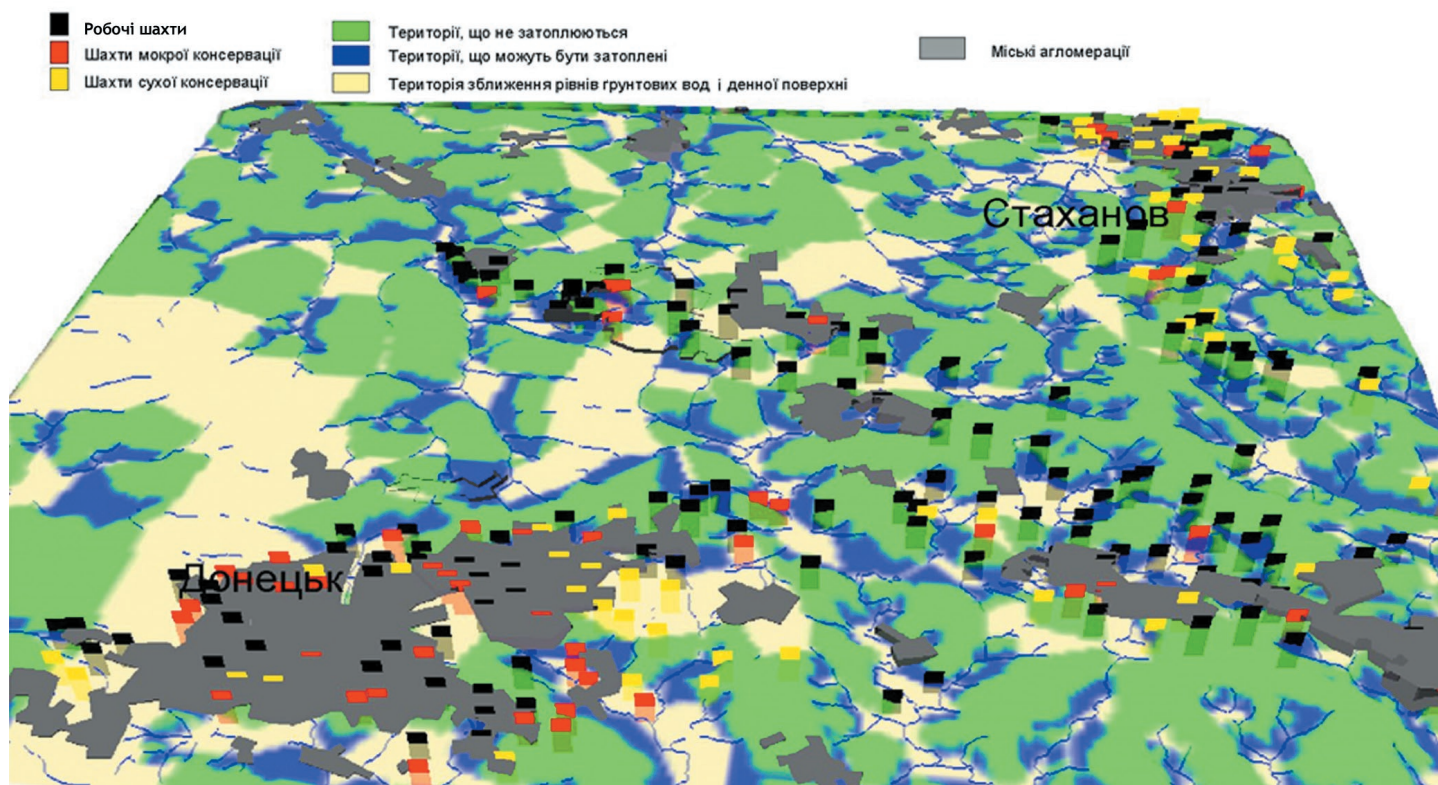 Робочі шахти
Шахти мокрої консервації
Шахти сухої консервації
Території, що не затоплюються
Території, що можуть бути затоплені
Територія зближення рівнів ґрунтових вод і денної поверхні
Міські агломерації
Стаханов
Донецьк